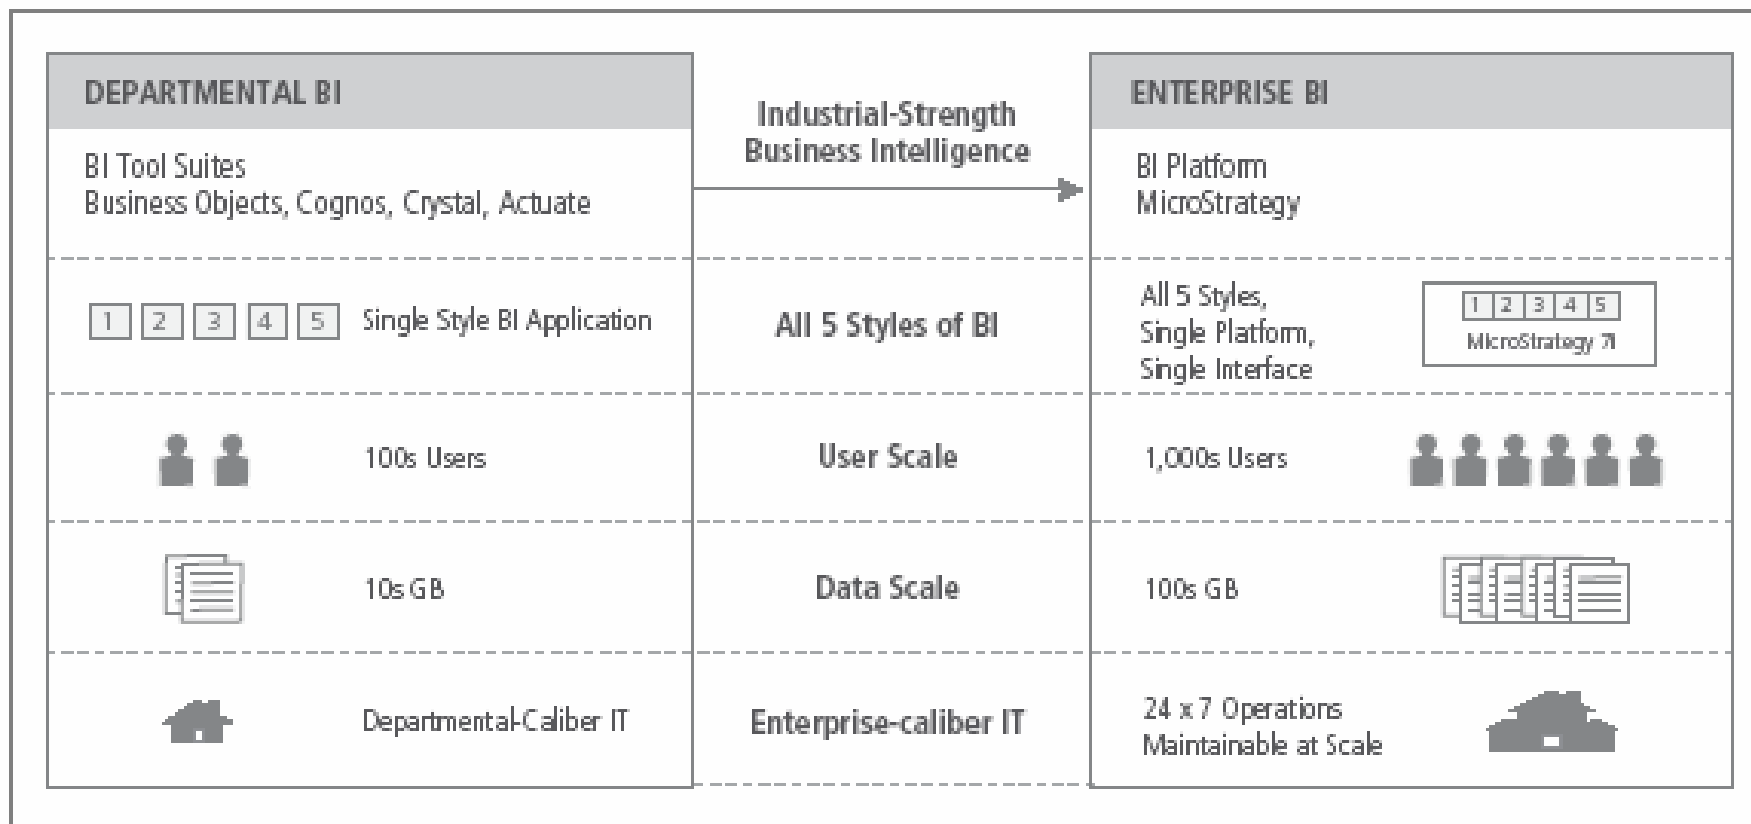 DEPARTMENTAL BI
BI Tool Suites
Business Objects, Cognos, Crystal, Actuate
Industrial-Strength
Business Intelligence
ENTERPRISE BI
BI Platform
MicroStrategy
1 2 3 4 5
Single Style BI Application
All 5 Styles of BI
All 5 Styles,
Single Platform,
Single Interface
1 2 3 4 5
MicroStrategy 7i
100s Users
User Scale
1,000s Users
10s GB
Data Scale
100s GB
Departmental-Caliber IT
Enterprise-caliber IT
24 x 7 Operations
Maintainable at Scale